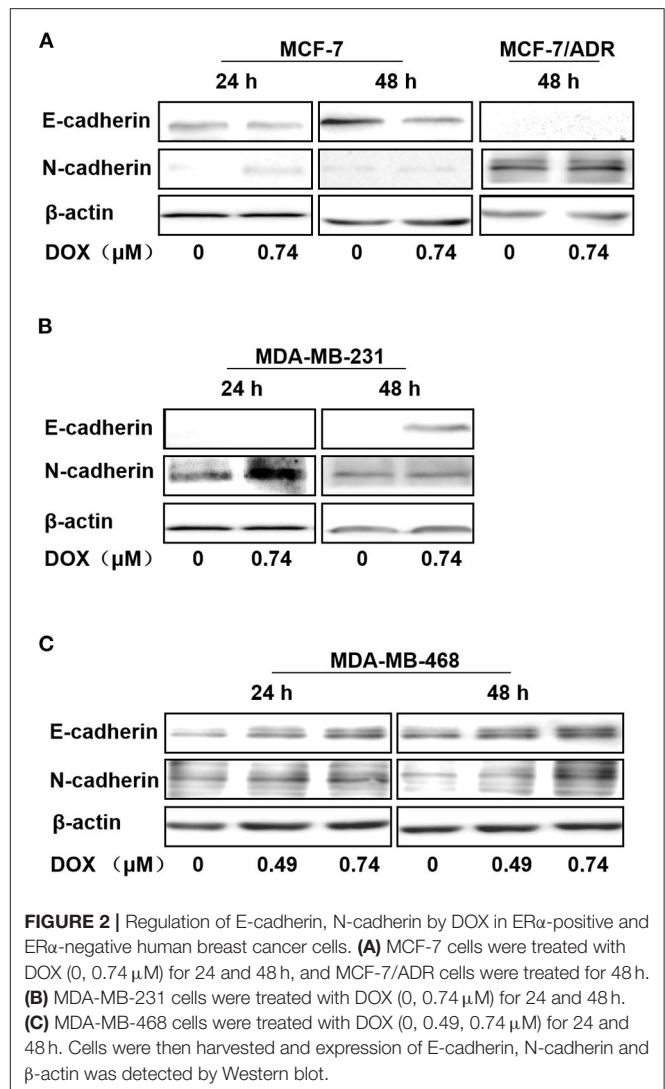 A
MCF-7 MCF-7/ADR
24 h 48 h 48 h
E-cadherin
N-cadherin
β-actin
DOX（μM） 0 0.74 0 0.74 0 0.74
B
MDA-MB-231
24 h 48 h
E-cadherin
N-cadherin
β-actin
DOX（μM） 0 0.74 0 0.74
C
MDA-MB-468
24 h 48 h
E-cadherin
N-cadherin
β-actin
DOX（μM） 0 0.49 0.74 0 0.49 0.74
FIGURE 2 | Regulation of E-cadherin, N-cadherin by DOX in ERα-positive and
ERα-negative human breast cancer cells. (A) MCF-7 cells were treated with
DOX (0, 0.74 μM) for 24 and 48 h, and MCF-7/ADR cells were treated for 48 h.
(B) MDA-MB-231 cells were treated with DOX (0, 0.74 μM) for 24 and 48 h.
(C) MDA-MB-468 cells were treated with DOX (0, 0.49, 0.74 μM) for 24 and
48 h. Cells were then harvested and expression of E-cadherin, N-cadherin and
β-actin was detected by Western blot.